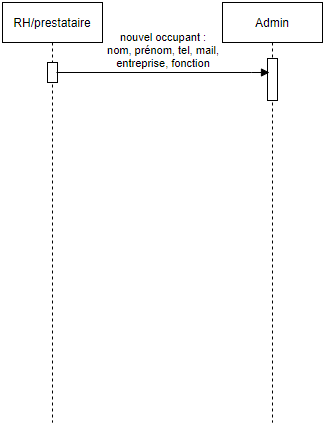 RH/prestataire
Admin
nouvel occupant :
nom, prénom, tel, mail,
entreprise, fonction